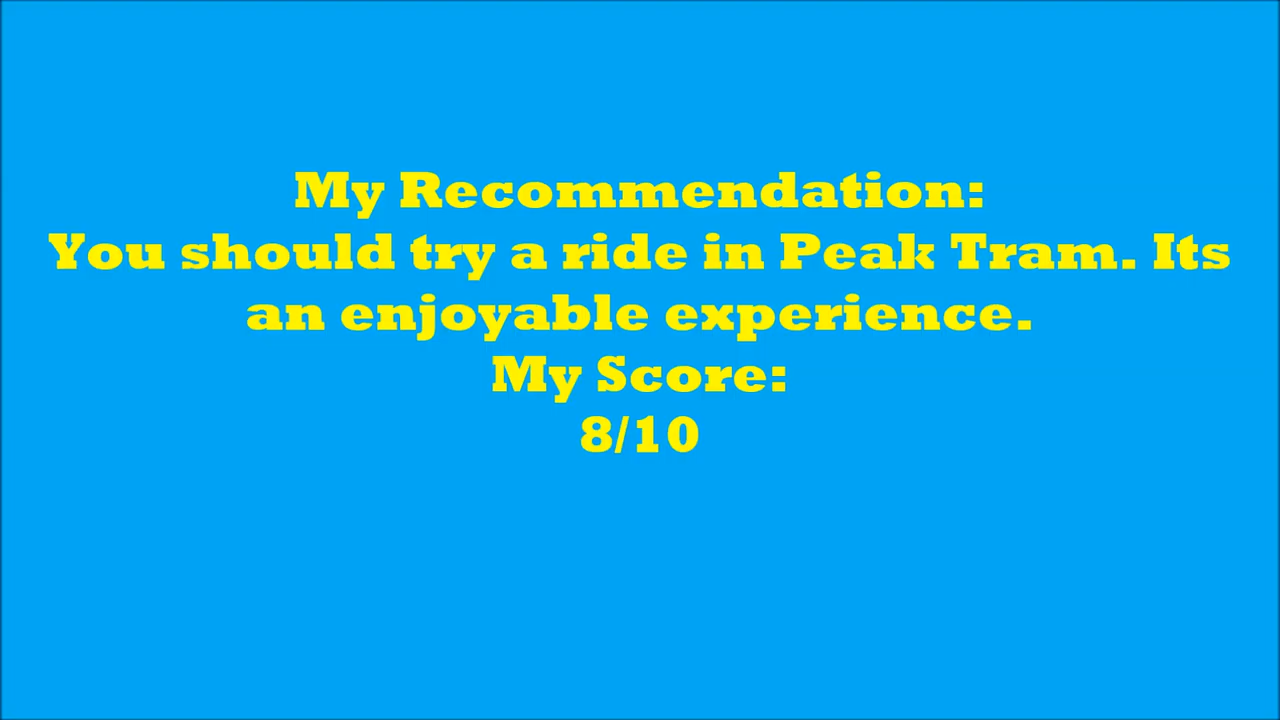 My Recommendation:
You should try a ride in Peak Tram. Its
an enjoyable experience.
My Score:
8/10